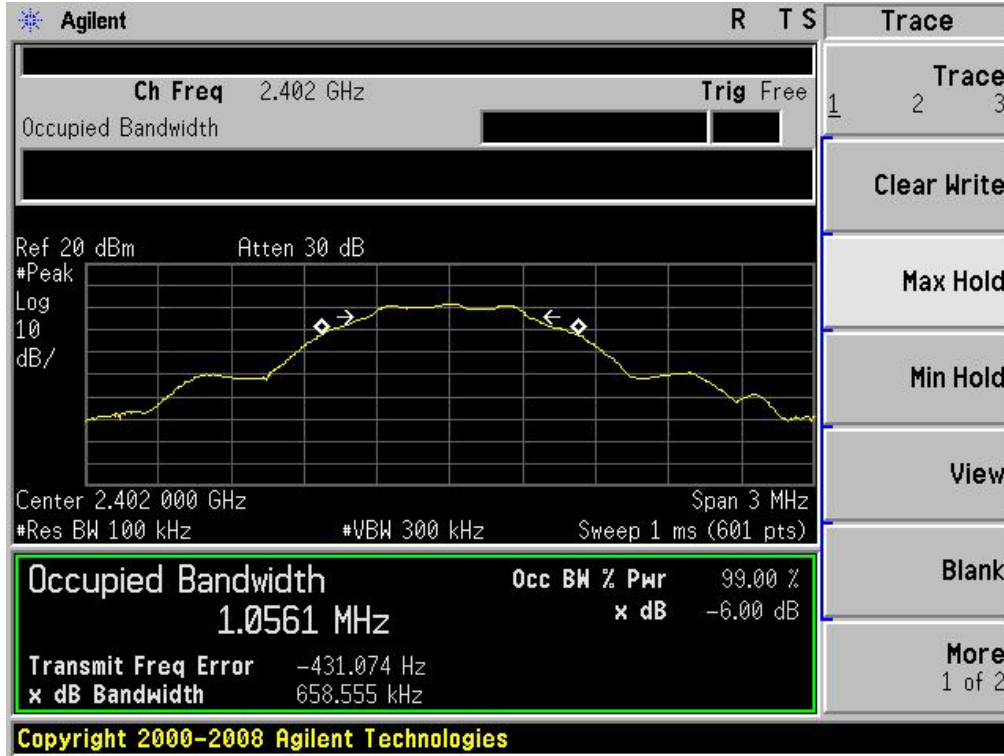 Agilent R T S Trace
Ch Freq 2.402 GHz Trig Free
Occupied Bandwidth
Trace
1 2 3
Clear Write
Max Hold
Min Hold
View
Blank
More
1 of 2
Ref 20 dBm Atten 30 dB
#Peak
Log
10
dB/
Center 2.402 000 GHz Span 3 MHz
#Res BW 100 kHz #VBW 300 kHz Sweep 1 ms (601 pts)
Occupied Bandwidth Occ BW % Pwr 99.00 %
1.0561 MHz x dB -6.00 dB
Transmit Freq Error -431.074 Hz
x dB Bandwidth 658.555 kHz
Copyright 2000-2008 Agilent Technologies